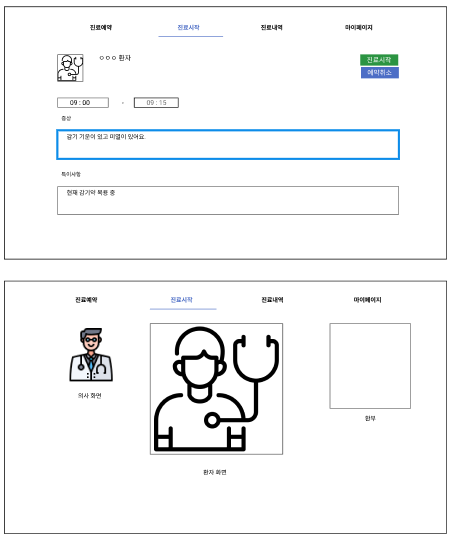 진료예약 진료시작 진료내역 마이페이지
ㅇㅇㅇ 환자
진료시작
예약취소
09 : 00 - 09 : 15
증상
감기 기운이 있고 미열이 있어요.
특이사항
현재 감기약 복용 중
진료예약 진료시작 진료내역 마이페이지
의사 화면
환자 화면
환부